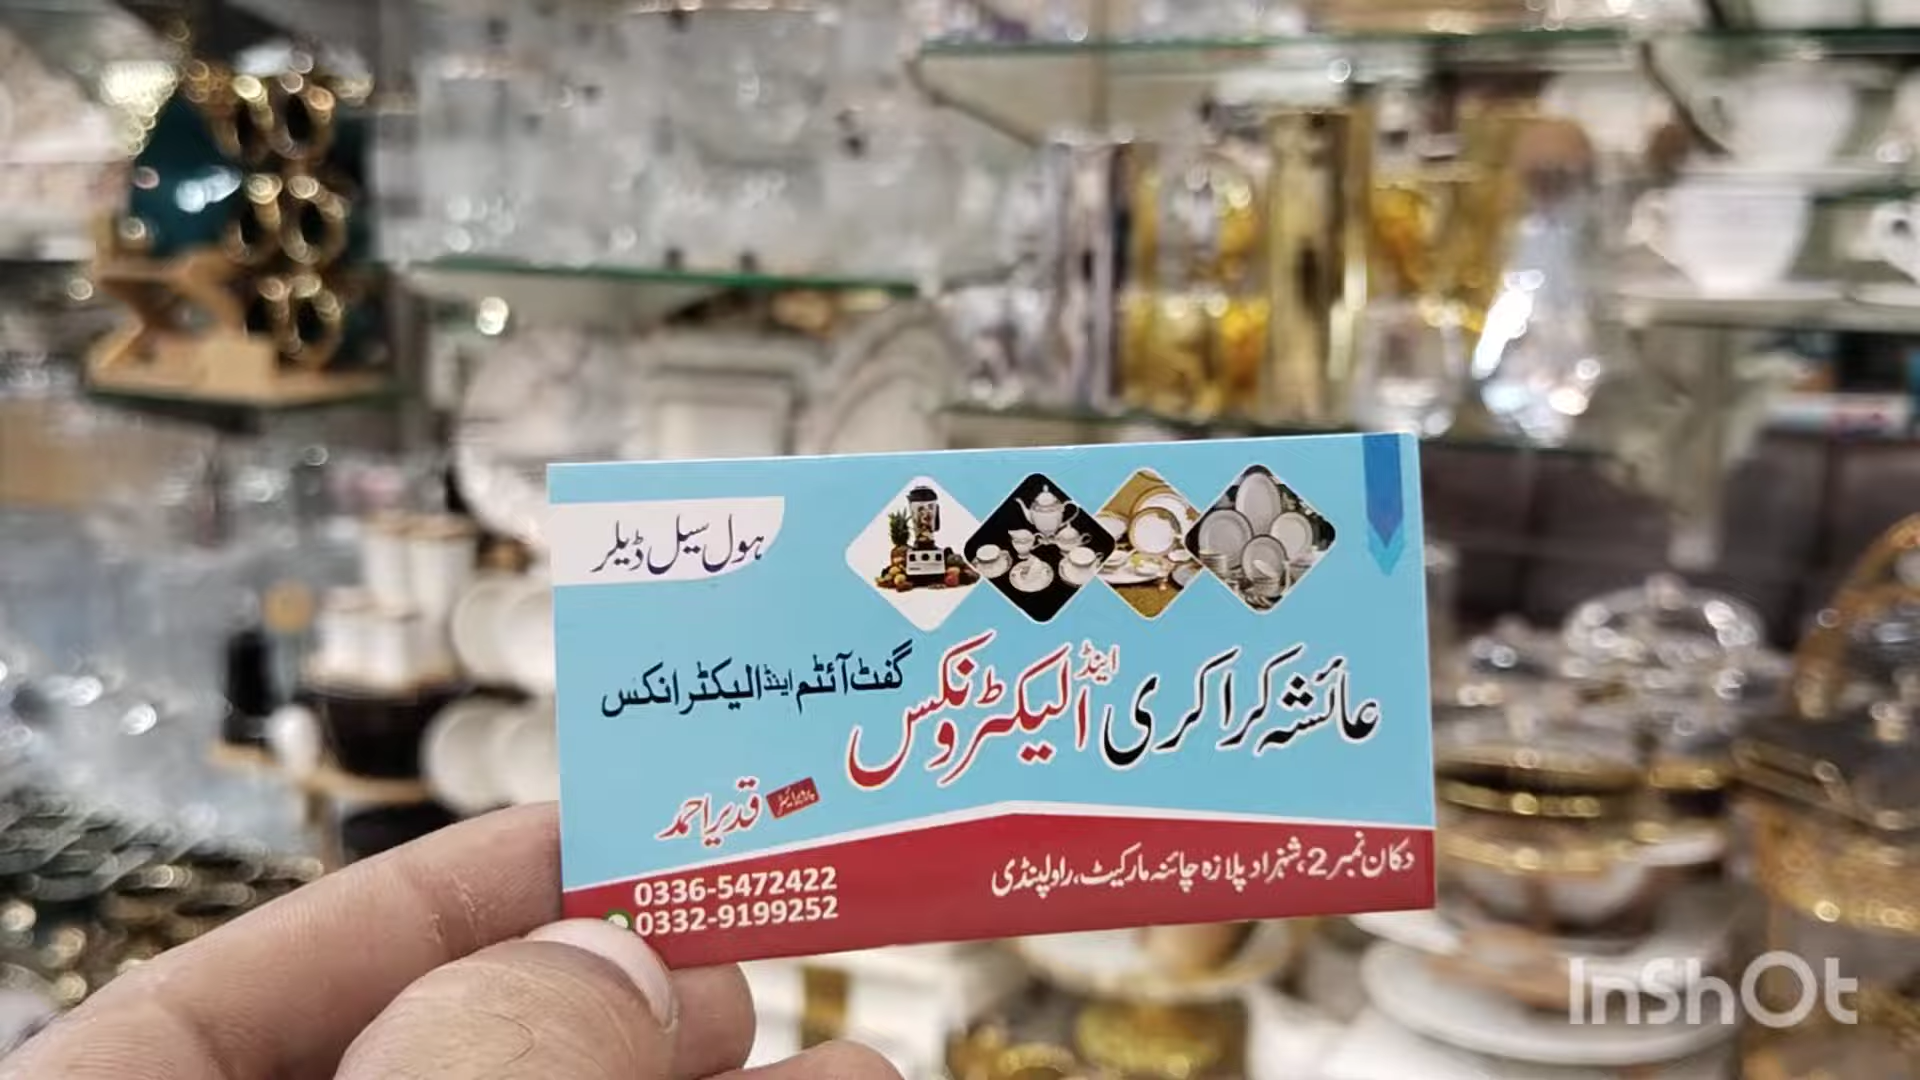 ہول سیل ڈیلر
عائشہ کراکری اینڈ الیکٹرونکس
گفٹ آئٹم اینڈ الیکٹرانکس
پروپرائیٹر قدیر احمد
دکان نمبر 2، شہزاد پلازہ چائنہ مارکیٹ، راولپنڈی
0336-5472422
0332-9199252
InShOt